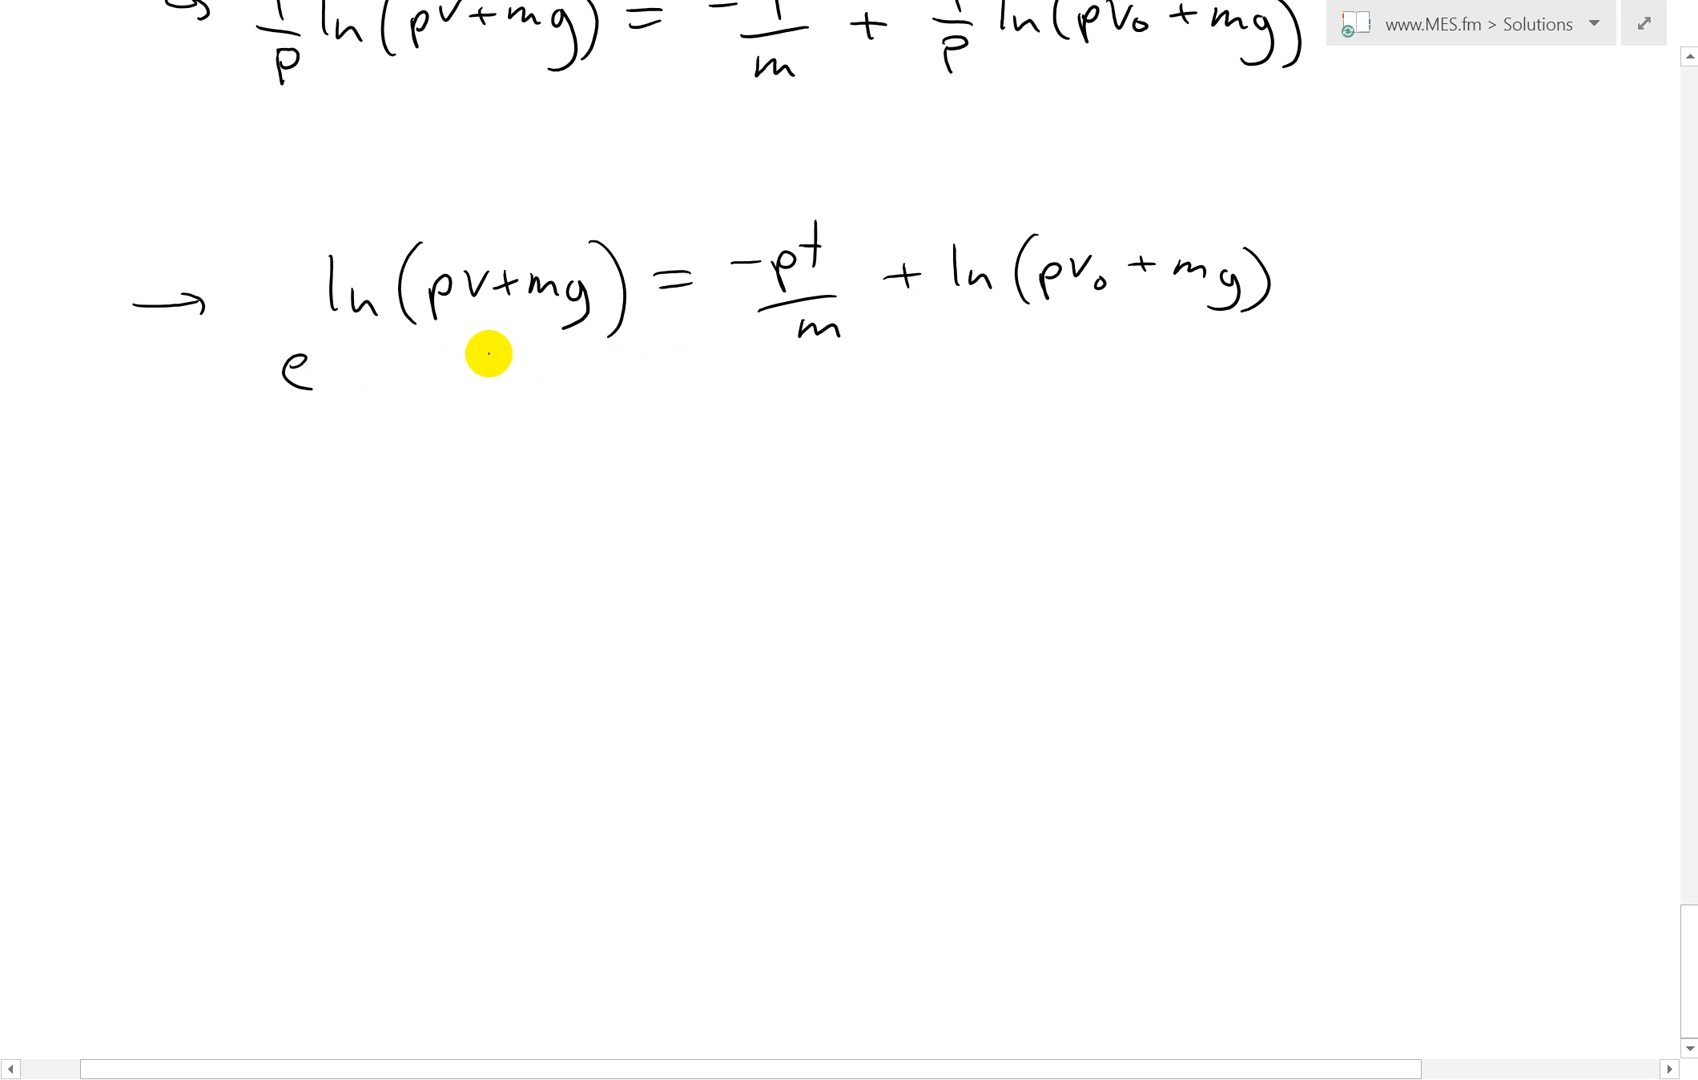 1/p ln(pv+mg) = -t/m + 1/p ln(pv₀ + mg)
www.MES.fm > Solutions
→ ln(pv+mg) = -pt/m + ln(pv₀ + mg)
e